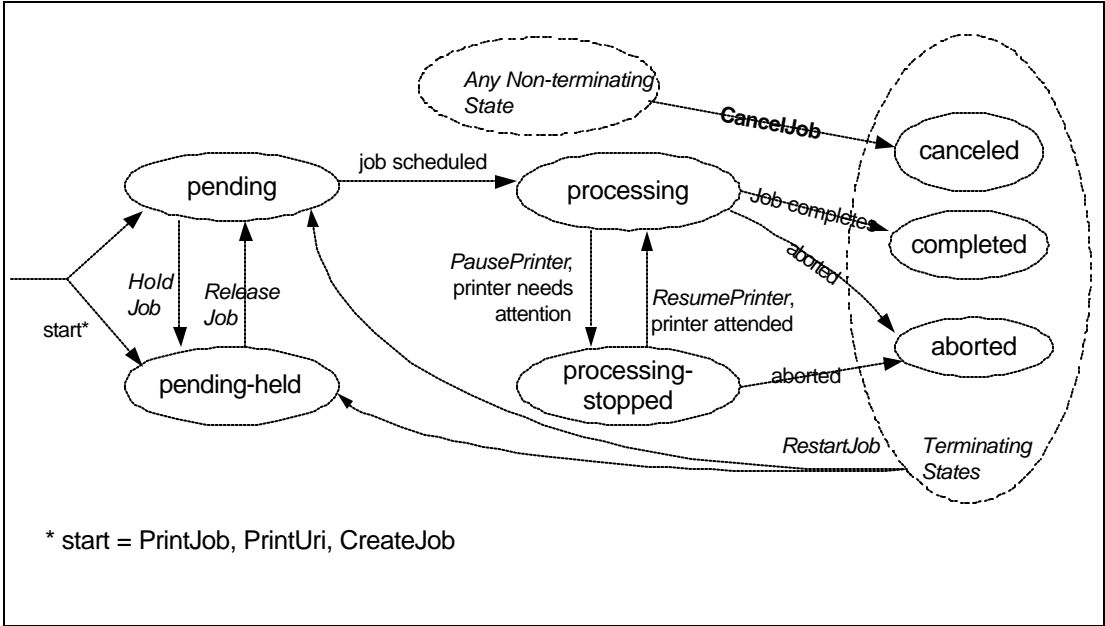 Any Non-terminating
State
CancelJob
canceled
pending
job scheduled
processing
Job completes
completed
aborted
Hold
Job
Release
Job
PausePrinter,
printer needs
attention
ResumePrinter,
printer attended
start*
aborted
pending-held
processing-
stopped
aborted
RestartJob
Terminating
States
* start = PrintJob, PrintUri, CreateJob